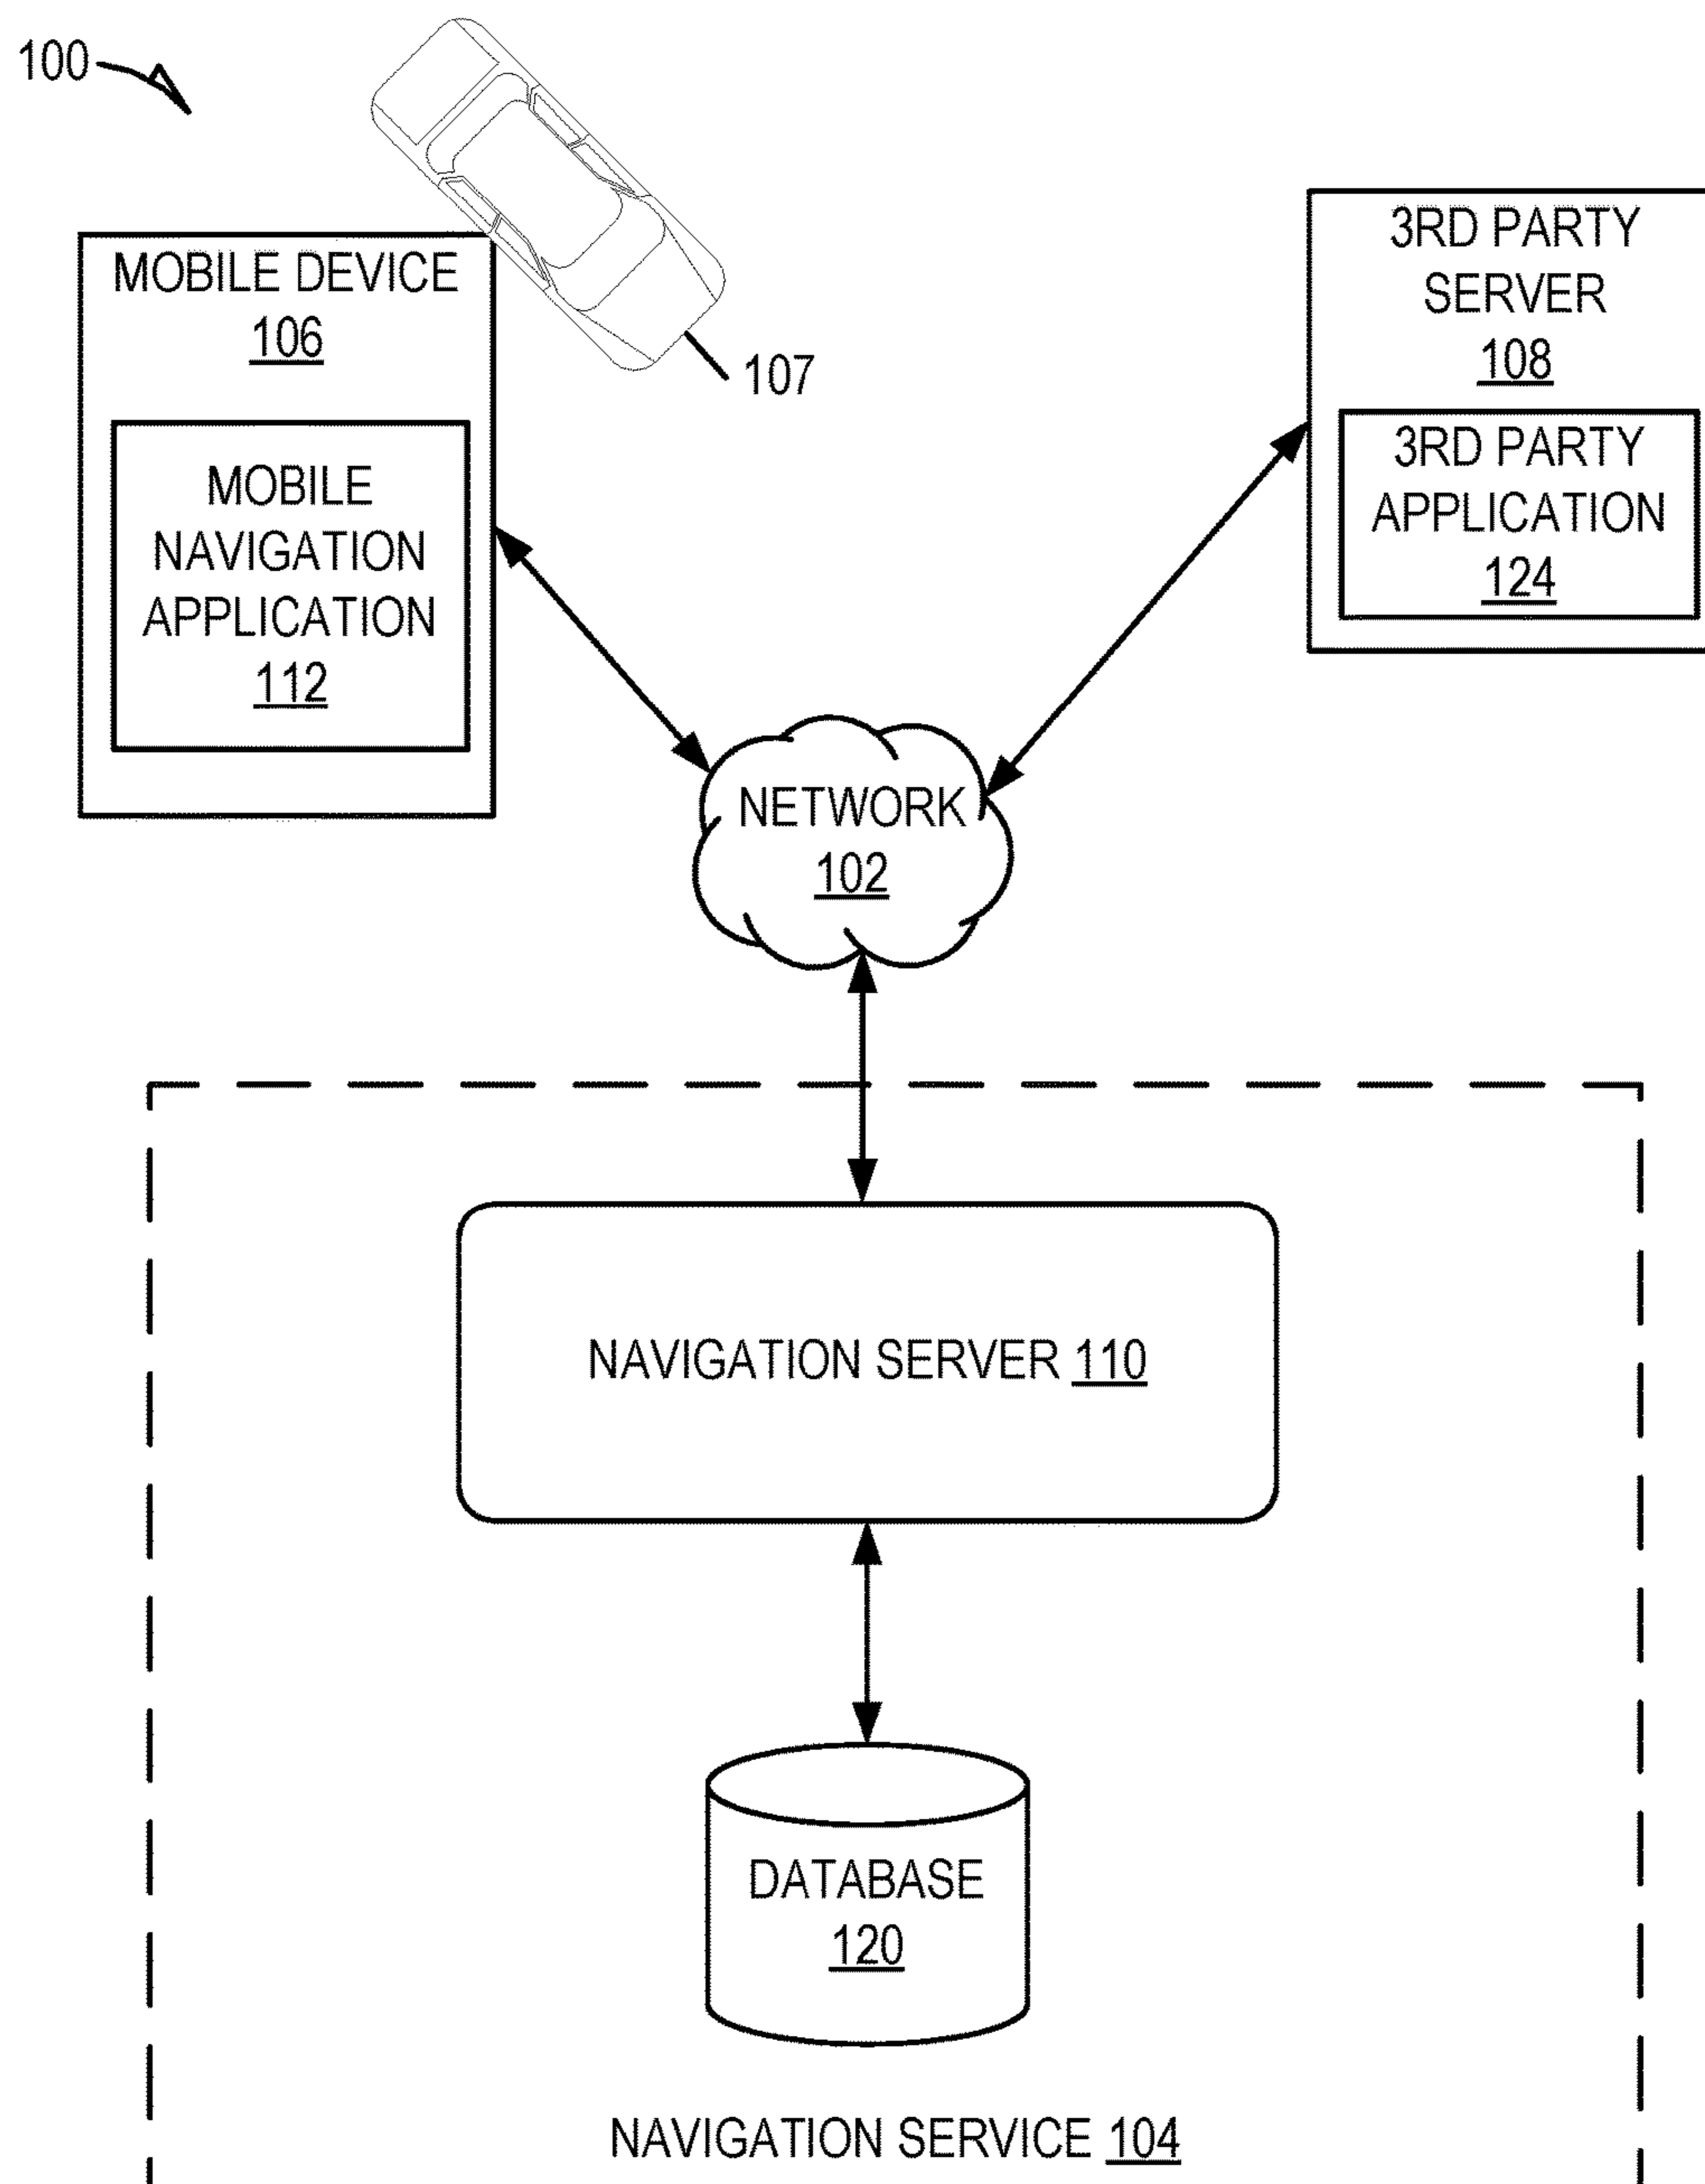 100
MOBILE DEVICE
106
107
MOBILE
NAVIGATION
APPLICATION
112
3RD PARTY
SERVER
108
3RD PARTY
APPLICATION
124
NETWORK
102
NAVIGATION SERVER 110
DATABASE
120
NAVIGATION SERVICE 104